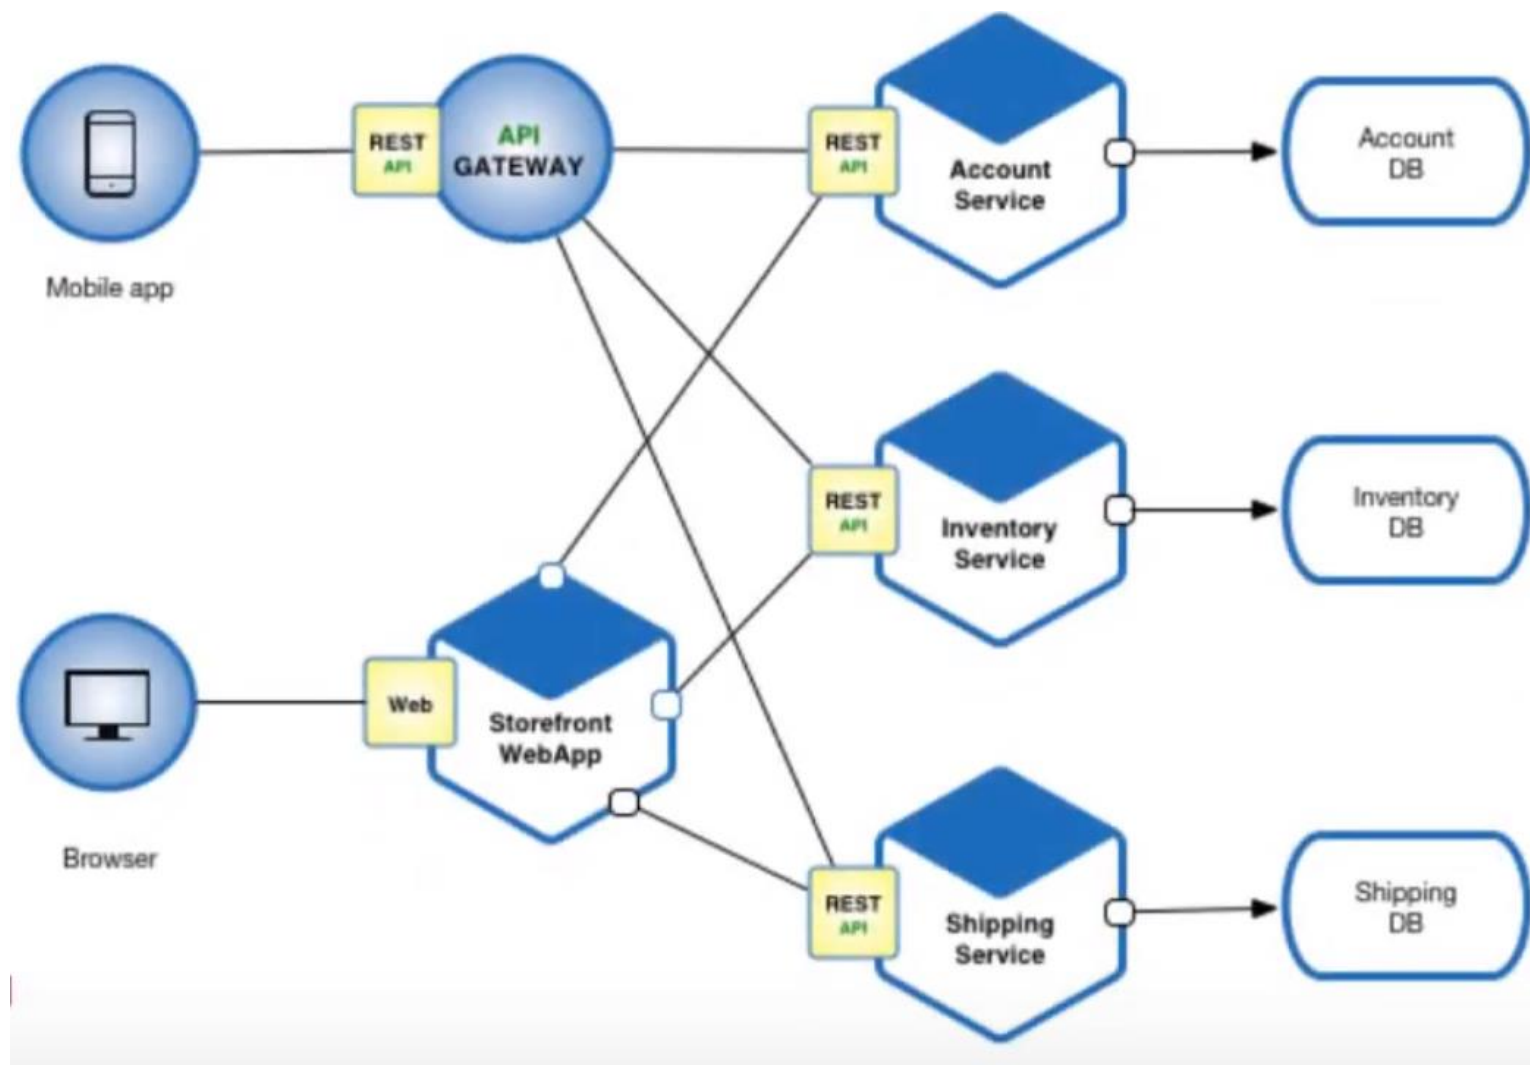 REST
API
API
GATEWAY
REST
API
Account
Service
Account
DB
Mobile app
REST
API
Inventory
Service
Inventory
DB
Web
Storefront
WebApp
Browser
REST
API
Shipping
Service
Shipping
DB